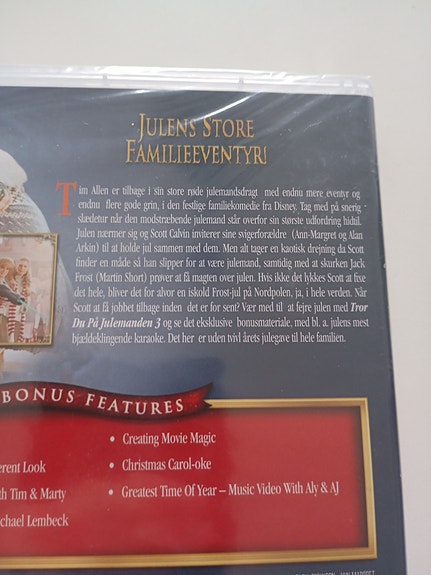 JULENS STORE
FAMILIEEVENTYR!
Tim Allen er tilbage i sin store røde julemandsdragt med endnu mere eventyr og
endnu flere gode grin, i den festlige familiekomedie fra Disney. Tag med på snerig
slædetur når den modstræbende julemand står overfor sin største udfordring hidtil.
Julen nærmer sig og Scott Calvin inviterer sine svigerforældre (Ann-Margret og Alan
Arkin) til at holde jul sammen med dem. Men alt tager en kaotisk drejning da Scott
finder en måde så han slipper for at være julemand, samtidig med at skurken Jack
Frost (Martin Short) prøver at få magten over julen. Hvis ikke det lykkes Scott at fixe
det hele, bliver det for alvor en iskold Frost-jul på Nordpolen, ja, i hele verden. Når
Scott at få jobbet tilbage inden det er for sent? Vær med til at fejre julen med Tror
Du På Julemanden 3 og se det eksklusive bonusmateriale, med bl. a. julens mest
bjældeklingende karaoke. Det her er uden tvivl årets julegave til hele familien.
BONUS FEATURES
• Creating Movie Magic
erent Look • Christmas Carol-oke
th Tim & Marty • Greatest Time Of Year – Music Video With Aly & AJ
chael Lembeck